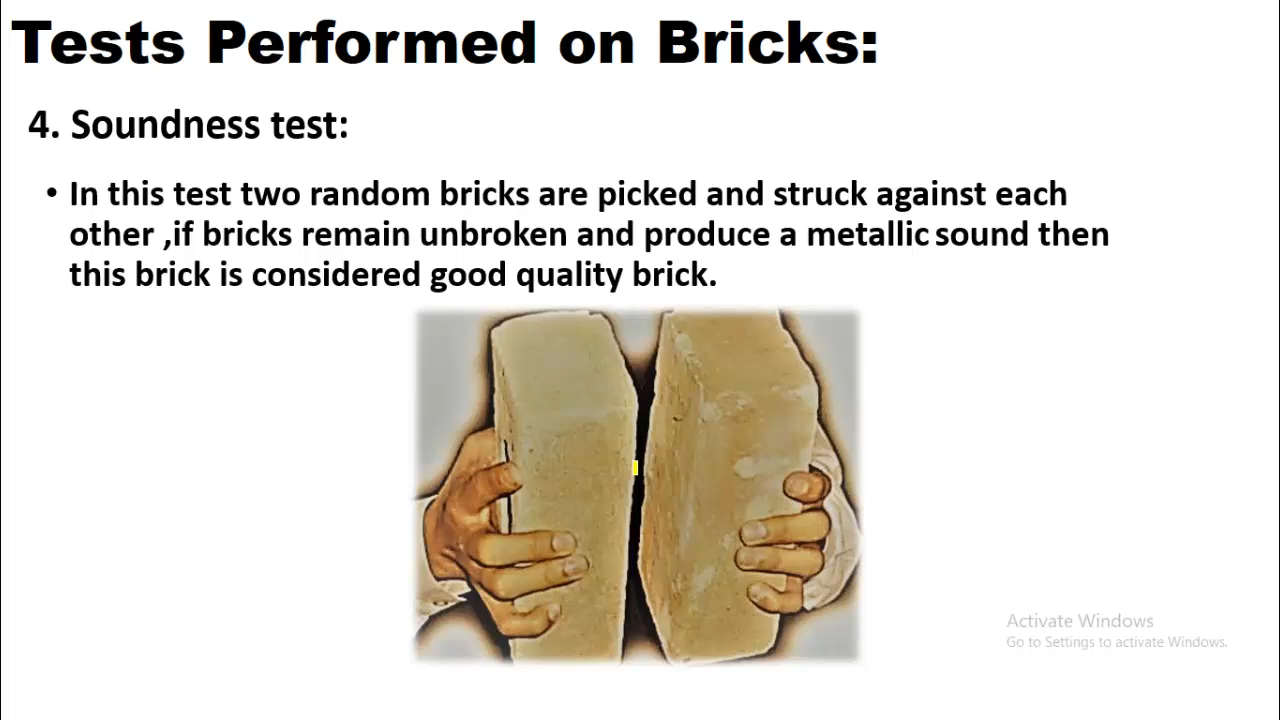 Tests Performed on Bricks:
4. Soundness test:
• In this test two random bricks are picked and struck against each
other ,if bricks remain unbroken and produce a metallic sound then
this brick is considered good quality brick.
Activate Windows
Go to Settings to activate Windows.